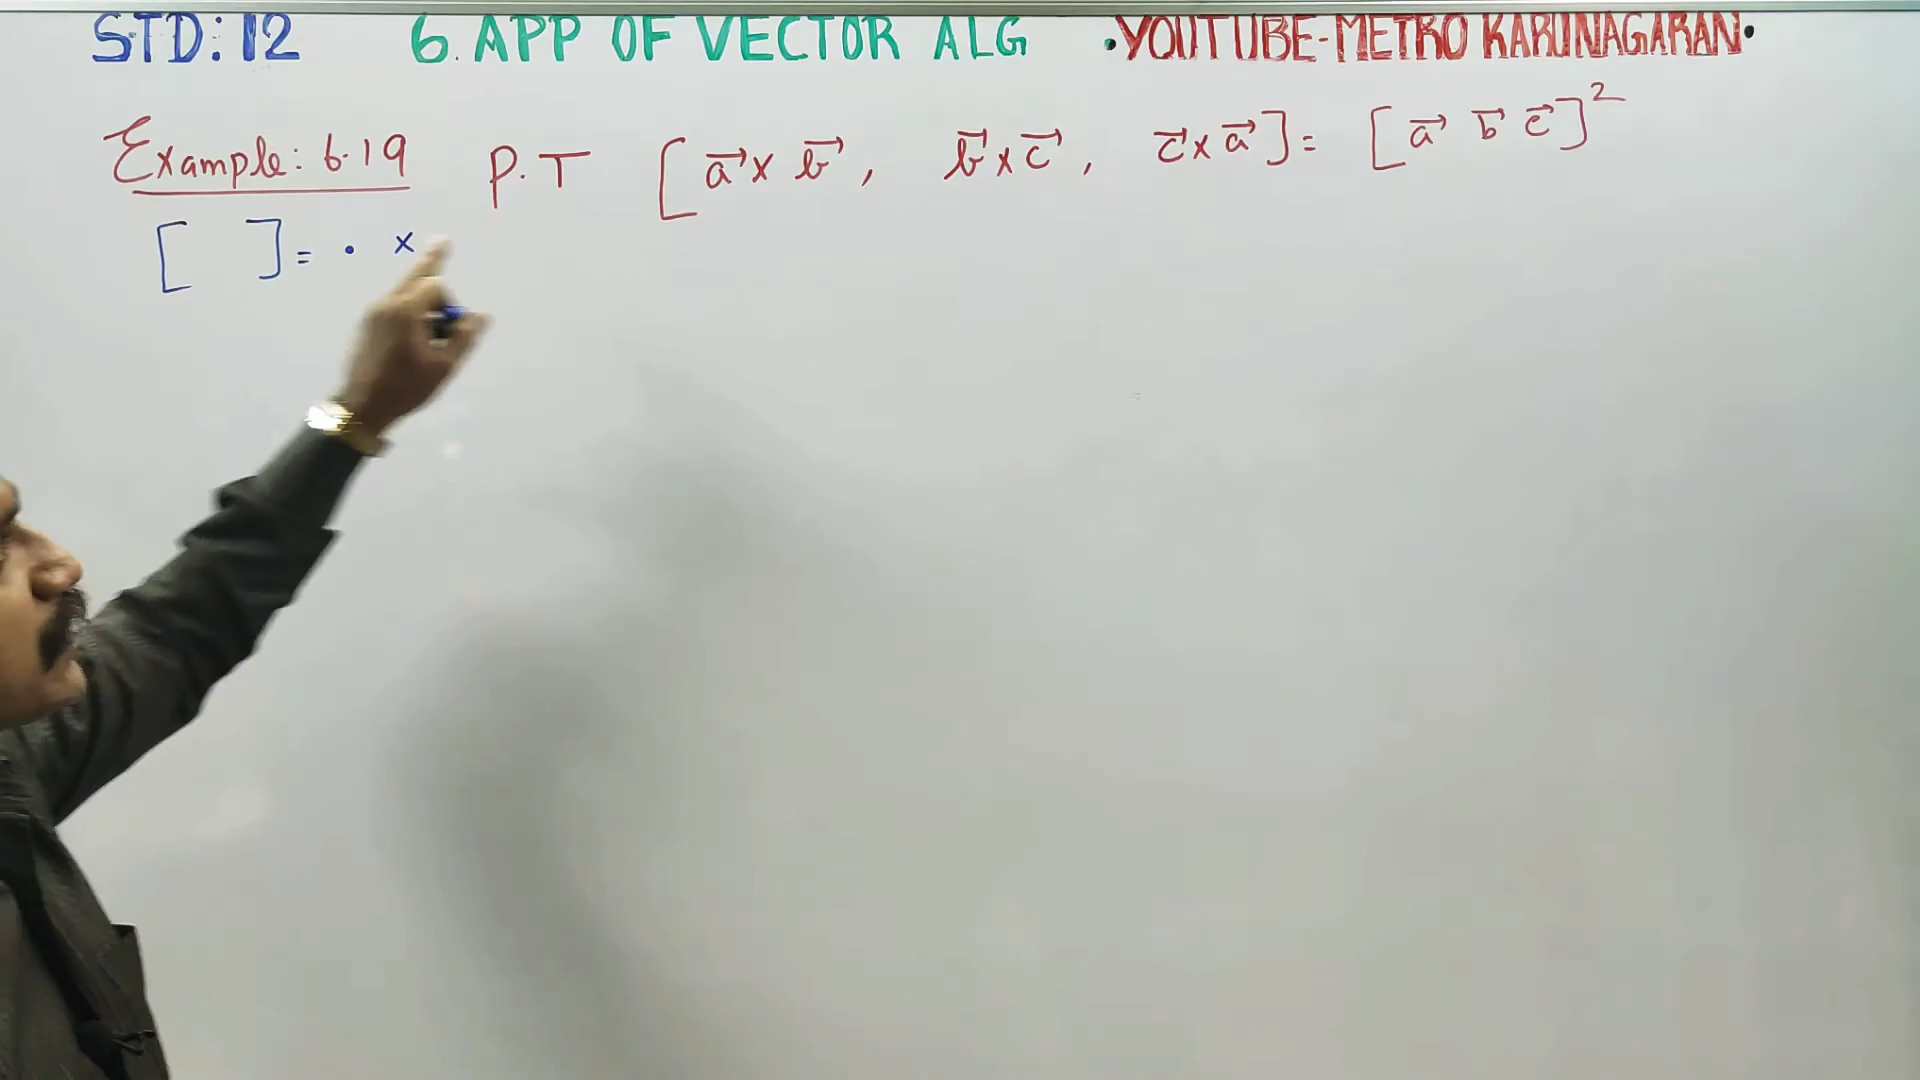 STD: 12 6. APP OF VECTOR ALG •YOUTUBE-METRO KARUNAGARAN•
Example: 6.19 P.T [a⃗ × b⃗, b⃗ × c⃗, c⃗ × a⃗] = [a⃗ b⃗ c⃗]²
[ ] = • ×